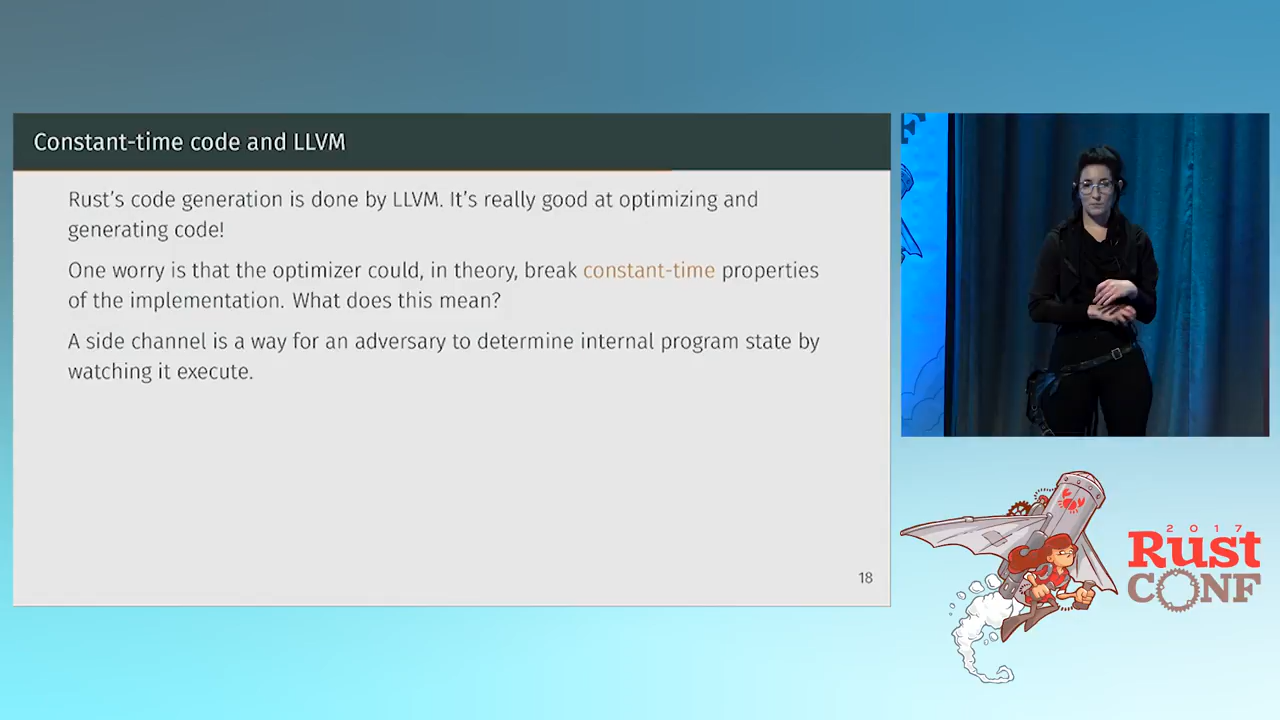 Constant-time code and LLVM
Rust's code generation is done by LLVM. It's really good at optimizing and
generating code!
One worry is that the optimizer could, in theory, break constant-time properties
of the implementation. What does this mean?
A side channel is a way for an adversary to determine internal program state by
watching it execute.
18
2017
Rust
CONF